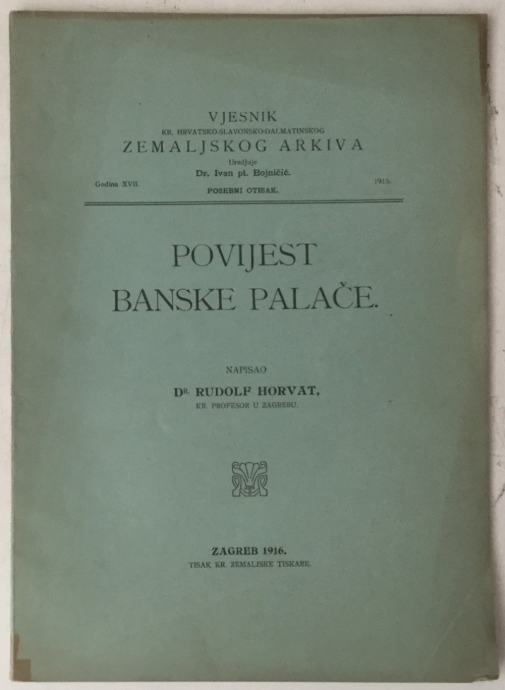 VJESNIK
KR. HRVATSKO-SLAVONSKO-DALMATINSKOG
ZEMALJSKOG ARKIVA
Uredjuje
Dr. Ivan pl. Bojničić.
Godina XVII.
POSEBNI OTISAK.
POVIJEST
BANSKE PALAČE.
NAPISAO
DR. RUDOLF HORVAT,
KR. PROFESOR U ZAGREBU.
ZAGREB 1916.
TISAK KR. ZEMALJSKE TISKARE.